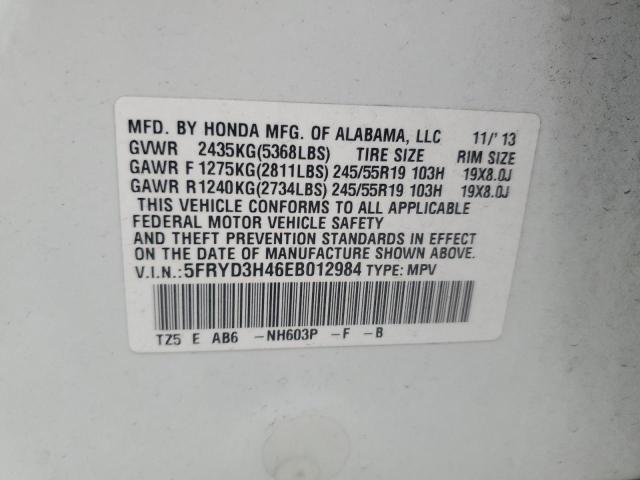 MFD. BY HONDA MFG. OF ALABAMA, LLC 11/'13
GVWR 2435KG(5368LBS) TIRE SIZE RIM SIZE
GAWR F 1275KG(2811LBS) 245/55R19 103H 19X8.0J
GAWR R1240KG(2734LBS) 245/55R19 103H 19X8.0J
THIS VEHICLE CONFORMS TO ALL APPLICABLE
FEDERAL MOTOR VEHICLE SAFETY
AND THEFT PREVENTION STANDARDS IN EFFECT
ON THE DATE OF MANUFACTURE SHOWN ABOVE.
V.I.N.: 5FRYD3H46EB012984 TYPE: MPV
TZ5 E AB6 -NH603P -F -B